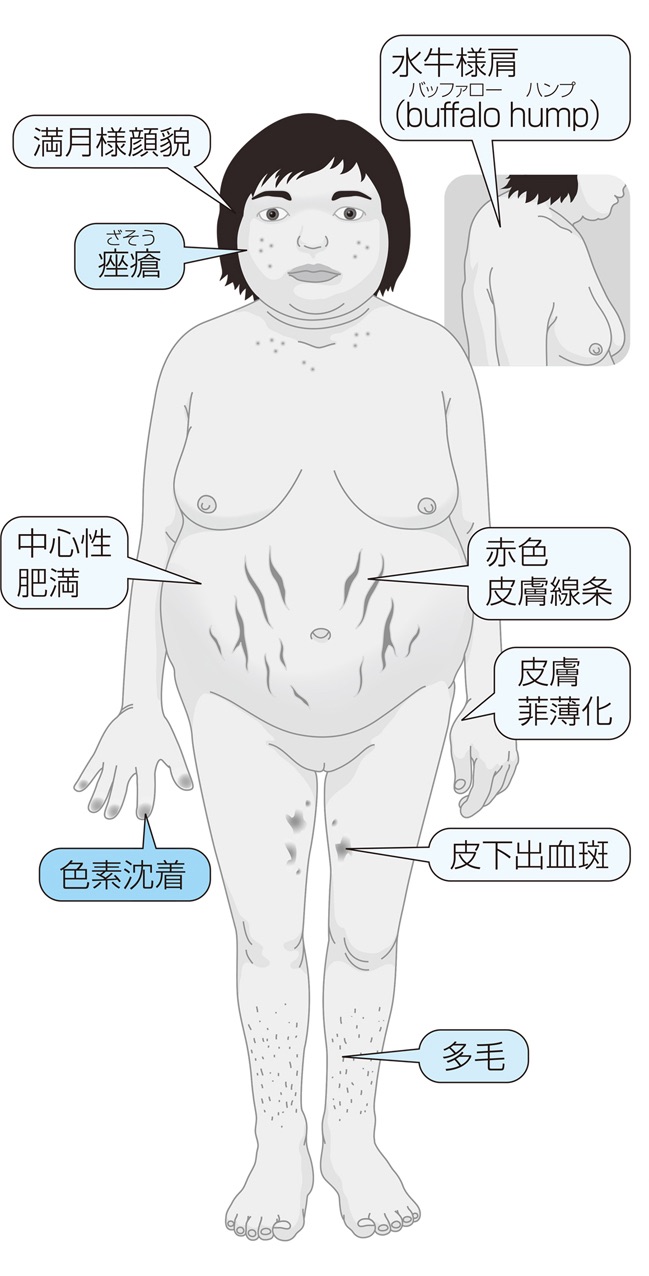 水牛様肩
バッファロー ハンプ
(buffalo hump)
満月様顔貌
ざそう
痤瘡
中心性
肥満
赤色
皮膚線条
皮膚
菲薄化
色素沈着
皮下出血斑
多毛